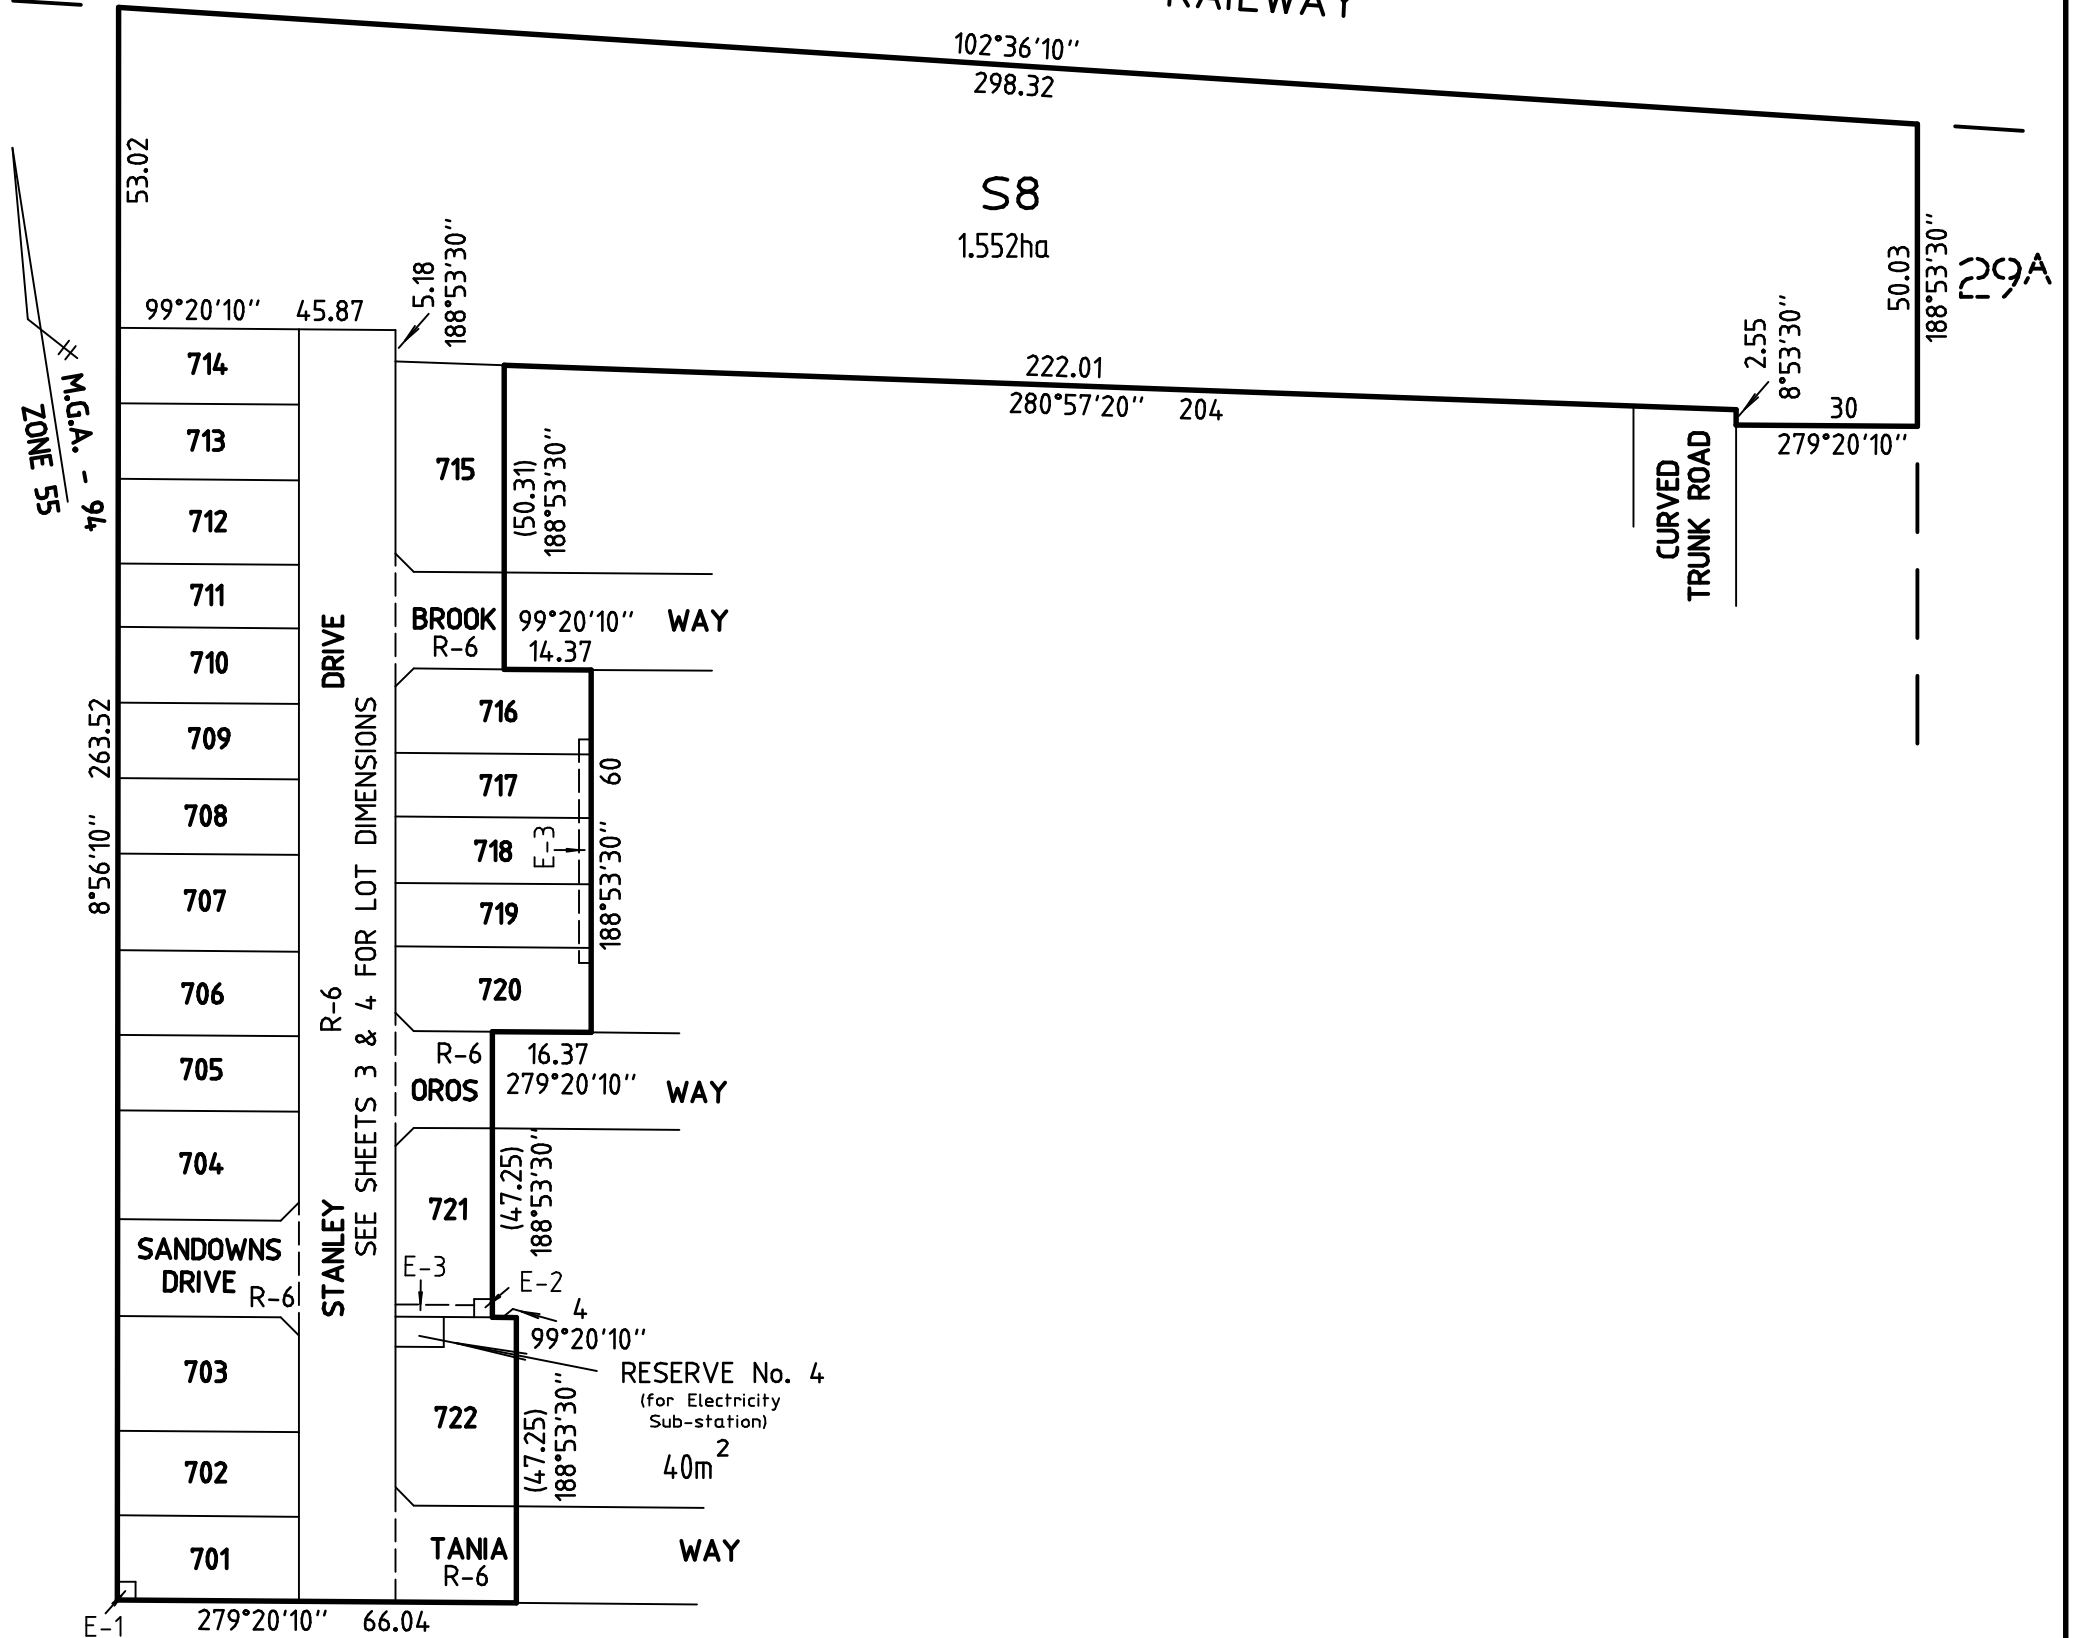 RAILWAY
102°36'10''
298.32
53.02
S8
1.552ha
50.03
188°53'30''
29A
99°20'10'' 45.87
5.18
188°53'30''
2.55
8°53'30''
222.01
280°57'20'' 204
30
279°20'10''
M.G.A. - 94
ZONE 55
714
713
712
711
710
709
708
707
706
705
704
SANDOWNS
DRIVE
R-6
703
702
701
E-1
8°56'10'' 263.52
STANLEY DRIVE
R-6
SEE SHEETS 3 & 4 FOR LOT DIMENSIONS
715
(50.31)
188°53'30''
CURVED
TRUNK ROAD
BROOK WAY
R-6
99°20'10''
14.37
716
717
718
719
720
E-3
60
188°53'30''
R-6
OROS WAY
16.37
279°20'10''
721
(47.25)
188°53'30''
E-3
E-2
4
99°20'10''
RESERVE No. 4
(for Electricity
Sub-station)
40m2
722
(47.25)
188°53'30''
TANIA WAY
R-6
279°20'10'' 66.04